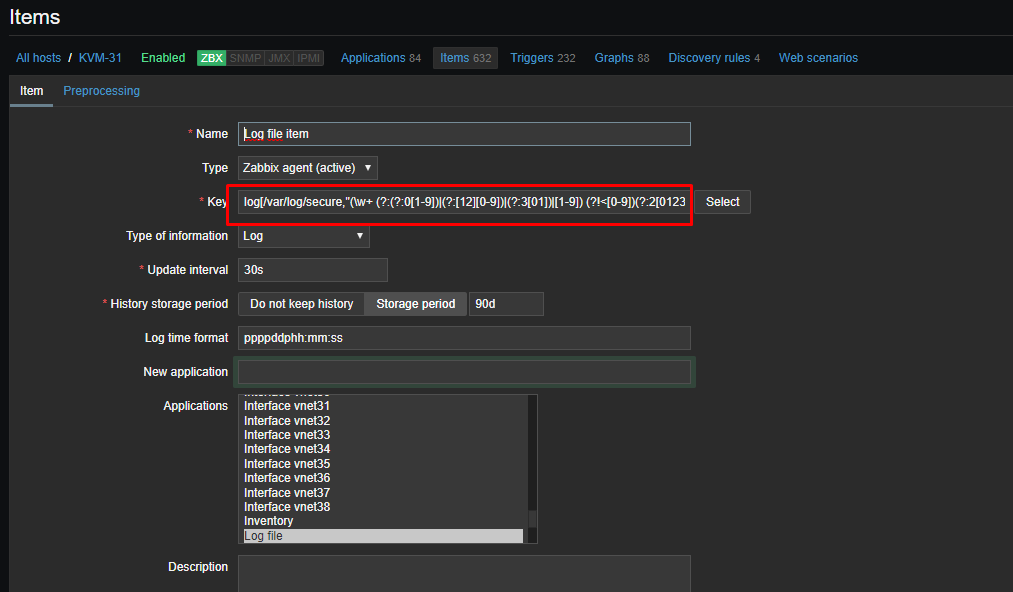 Items
All hosts / KVM-31 Enabled ZBX SNMP JMX IPMI Applications 84 Items 632 Triggers 232 Graphs 88 Discovery rules 4 Web scenarios
Item Preprocessing
* Name Log file item
Type Zabbix agent (active) ▼
* Key log[/var/log/secure,"(\w+ (?:(?:0[1-9])|(?:[12][0-9])|(?:3[01])|[1-9]) (?!<[0-9])(?:2[0123 Select
Type of information Log ▼
* Update interval 30s
* History storage period Do not keep history Storage period 90d
Log time format ppppddphh:mm:ss
New application
Applications
Interface vnet31
Interface vnet32
Interface vnet33
Interface vnet34
Interface vnet35
Interface vnet36
Interface vnet37
Interface vnet38
Inventory
Log file
Description